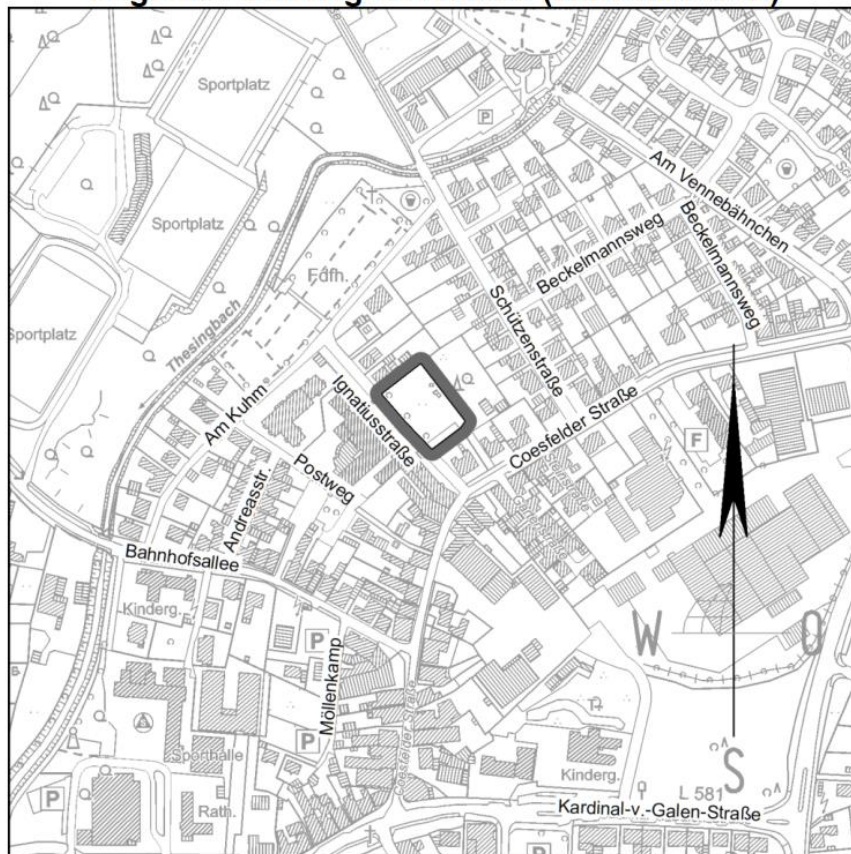 Sportplatz
P
Am Vennebähnchen
Sportplatz
Beckelmannsweg
Beckelmannsweg
Fdfh.
Schützenstraße
Thesingbach
Sportplatz
Ignatiusstraße
Am Kuhm
Coesfelder Straße
F
Postweg
Andreasstr.
Bahnhofsallee
Kinderg.
P
W
O
Möllenkamp
P
Coesfelder Straße
Sporthalle
Kinderg.
S
L 581
P
Rath.
Kardinal-v.-Galen-Straße
P